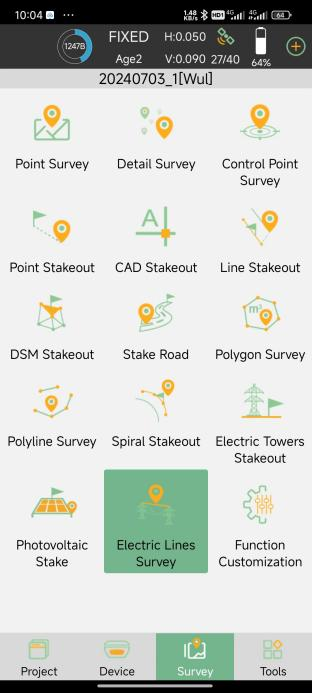 10:04 ... 1.48 KB/s HD1 4G 4G 64
1247B FIXED H:0.050
Age2 V:0.090 27/40 64%
20240703_1[Wul]
Point Survey Detail Survey Control Point
Survey
Point Stakeout CAD Stakeout Line Stakeout
A
DSM Stakeout Stake Road Polygon Survey
m³
Polyline Survey Spiral Stakeout Electric Towers
Stakeout
Photovoltaic Electric Lines Function
Stake Survey Customization
Project Device Survey Tools